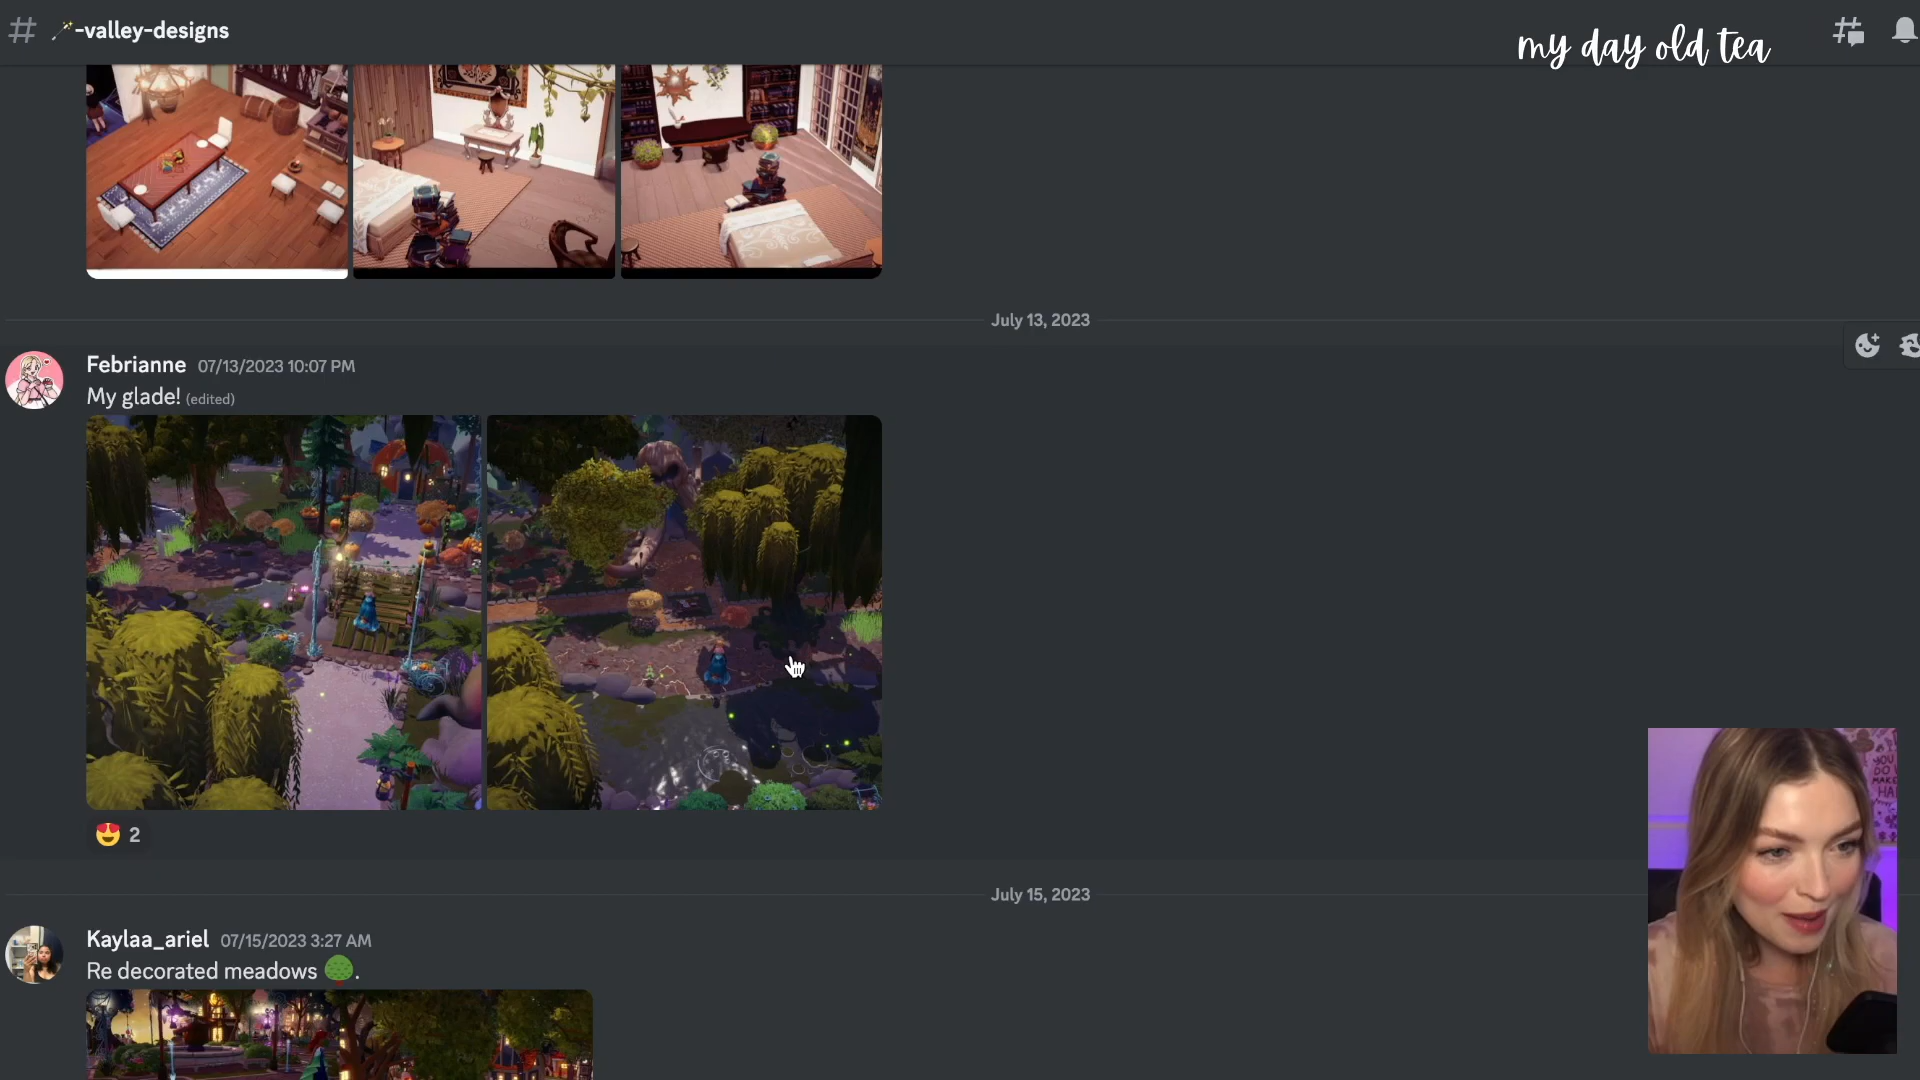 -valley-designs
my day old tea
July 13, 2023
Febrianne 07/13/2023 10:07 PM
My glade! (edited)
2
July 15, 2023
Kaylaa_ariel 07/15/2023 3:27 AM
Re decorated meadows 🌳.